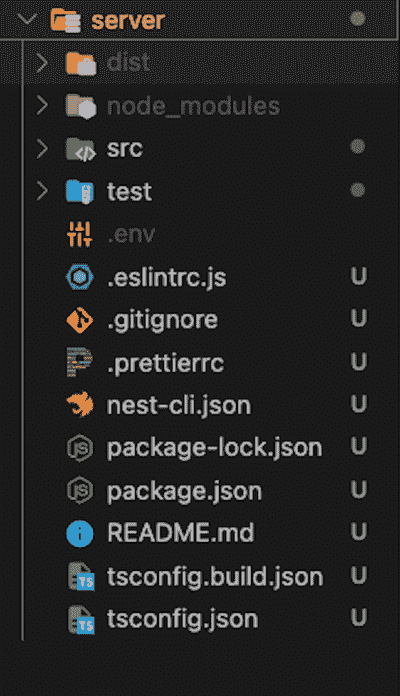 server
dist
node_modules
src
test
.env
.eslintrc.js U
.gitignore U
.prettierrc U
nest-cli.json U
package-lock.json U
package.json U
README.md U
tsconfig.build.json U
tsconfig.json U